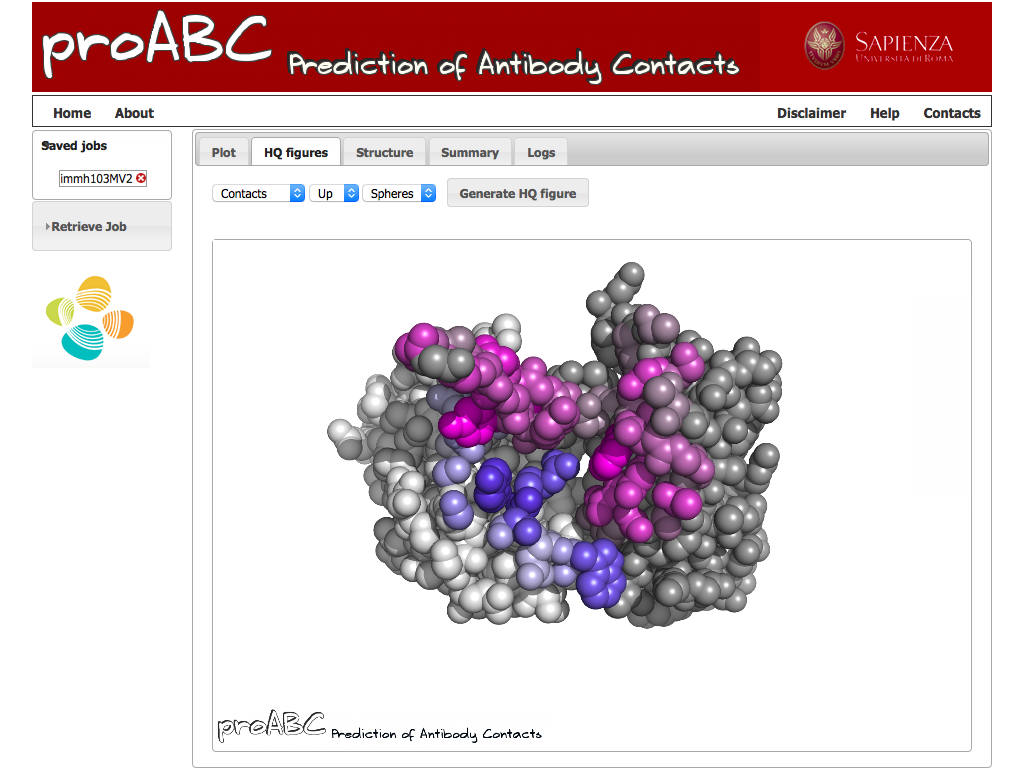 proABC Prediction of Antibody Contacts
SAPIENZA
UNIVERSITÀ DI ROMA
Home About Disclaimer Help Contacts
Saved jobs
immh103MV2
Retrieve Job
Plot HQ figures Structure Summary Logs
Contacts Up Spheres Generate HQ figure
proABC Prediction of Antibody Contacts